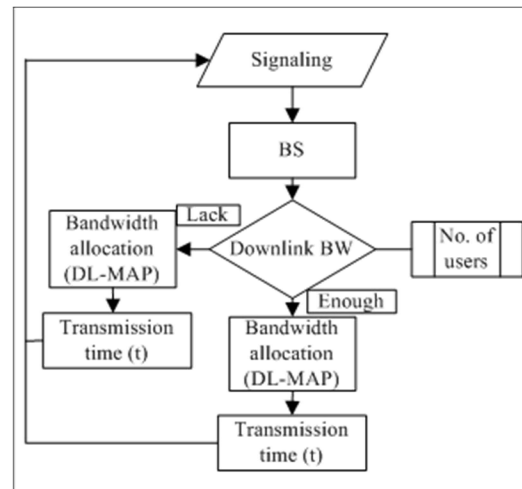 Signaling
BS
Lack
Bandwidth
allocation
(DL-MAP)
Downlink BW
No. of
users
Enough
Transmission
time (t)
Bandwidth
allocation
(DL-MAP)
Transmission
time (t)